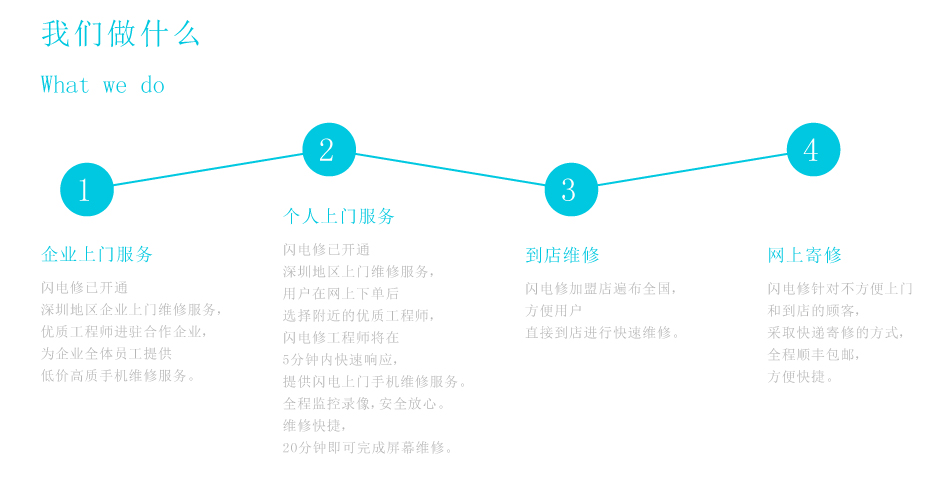 我们做什么
What we do
1
2
3
4
企业上门服务
闪电修已开通
深圳地区企业上门维修服务，
优质工程师进驻合作企业，
为企业全体员工提供
低价高质手机维修服务。
个人上门服务
闪电修已开通
深圳地区上门维修服务，
用户在网上下单后
选择附近的优质工程师，
闪电修工程师将在
5分钟内快速响应，
提供闪电上门手机维修服务。
全程监控录像，安全放心。
维修快捷，
20分钟即可完成屏幕维修。
到店维修
闪电修加盟店遍布全国，
方便用户
直接到店进行快速维修。
网上寄修
闪电修针对不方便上门
和到店的顾客，
采取快递寄修的方式，
全程顺丰包邮，
方便快捷。